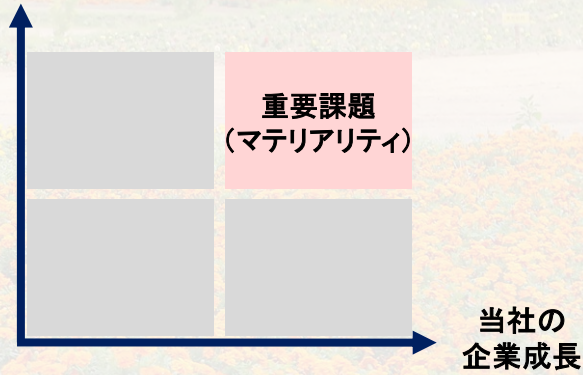 重要課題
（マテリアリティ）
当社の
企業成長